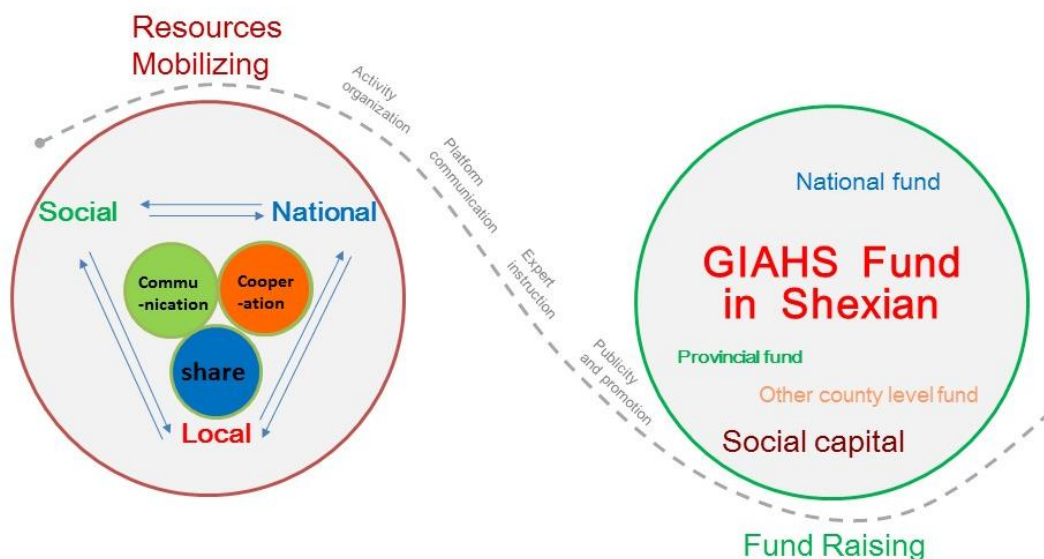 Resources
Mobilizing
Social
National
Commu
-nication
Cooper
-ation
share
Local
Activity
organization
Platform
communication
Expert
instruction
Publicity
and promotion
National fund
GIAHS Fund
in Shexian
Provincial fund
Other county level fund
Social capital
Fund Raising